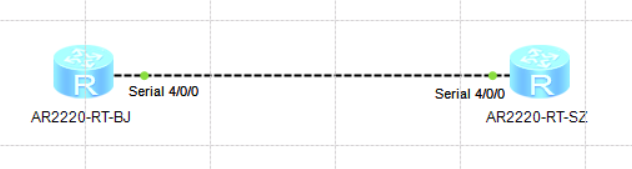 R
R
Serial 4/0/0
Serial 4/0/0
AR2220-RT-BJ
AR2220-RT-SZ